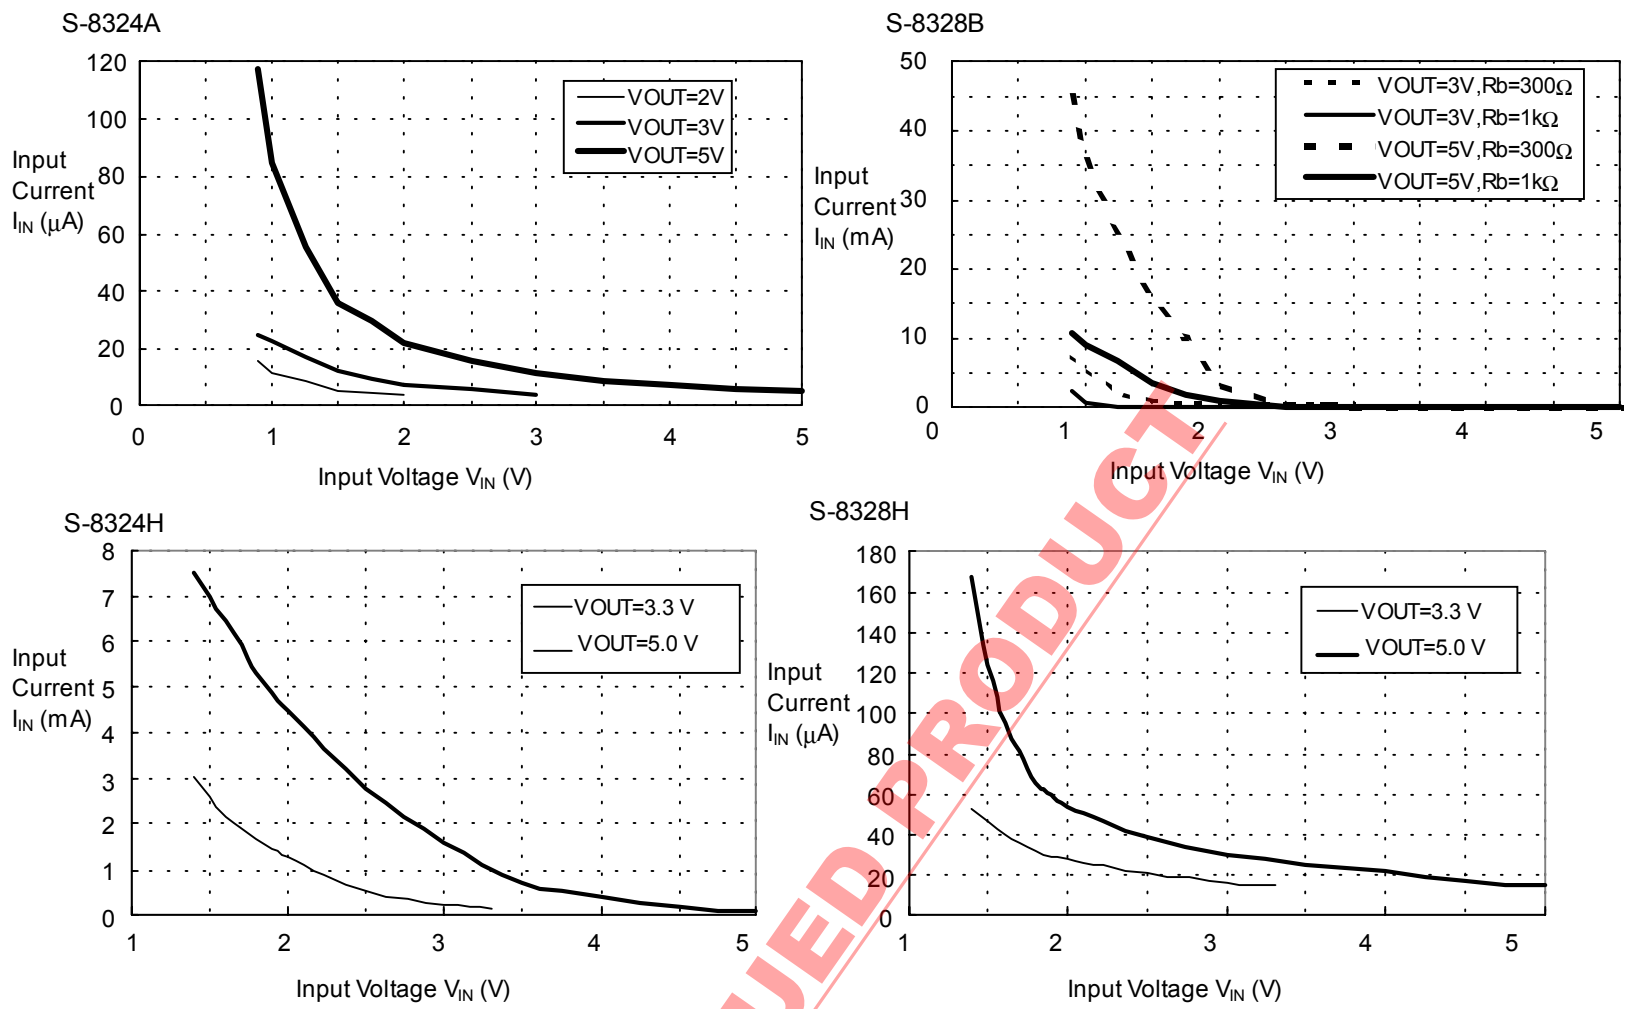 S-8324A
120
100
80
60
40
20
0
Input
Current
IIN (μA)
VOUT=2V
VOUT=3V
VOUT=5V
0 1 2 3 4 5
Input Voltage VIN (V)
S-8328B
50
40
30
20
10
0
Input
Current
IIN (mA)
VOUT=3V,Rb=300Ω
VOUT=3V,Rb=1kΩ
VOUT=5V,Rb=300Ω
VOUT=5V,Rb=1kΩ
0 1 2 3 4 5
Input Voltage VIN (V)
S-8324H
8
7
6
5
4
3
2
1
0
Input
Current
IIN (mA)
VOUT=3.3 V
VOUT=5.0 V
1 2 3 4 5
Input Voltage VIN (V)
S-8328H
180
160
140
120
100
80
60
40
20
0
Input
Current
IIN (μA)
VOUT=3.3 V
VOUT=5.0 V
1 2 3 4 5
Input Voltage VIN (V)
UED PRODUCT